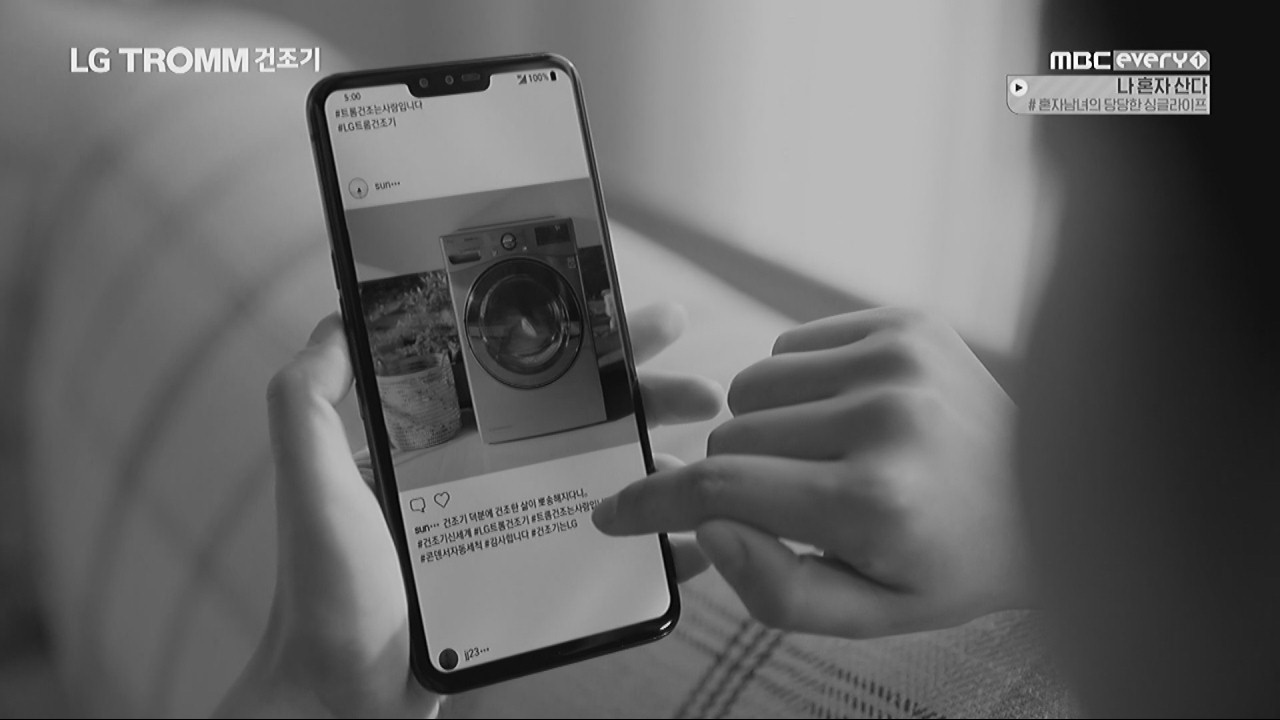 LG TROMM 건조기
MBC every1
나 혼자 산다
# 혼자남녀의 당당한 싱글라이프
5:00
100%
#트롬건조는사랑입니다
#LG트롬건조기
sun···
sun··· 건조기 덕분에 건조한 삶이 뽀송해지다니,
#건조기신세계 #LG트롬건조기 #트롬건조는사랑입니
#콘덴서자동세척 #감사합니다 #건조기는LG
jj23···